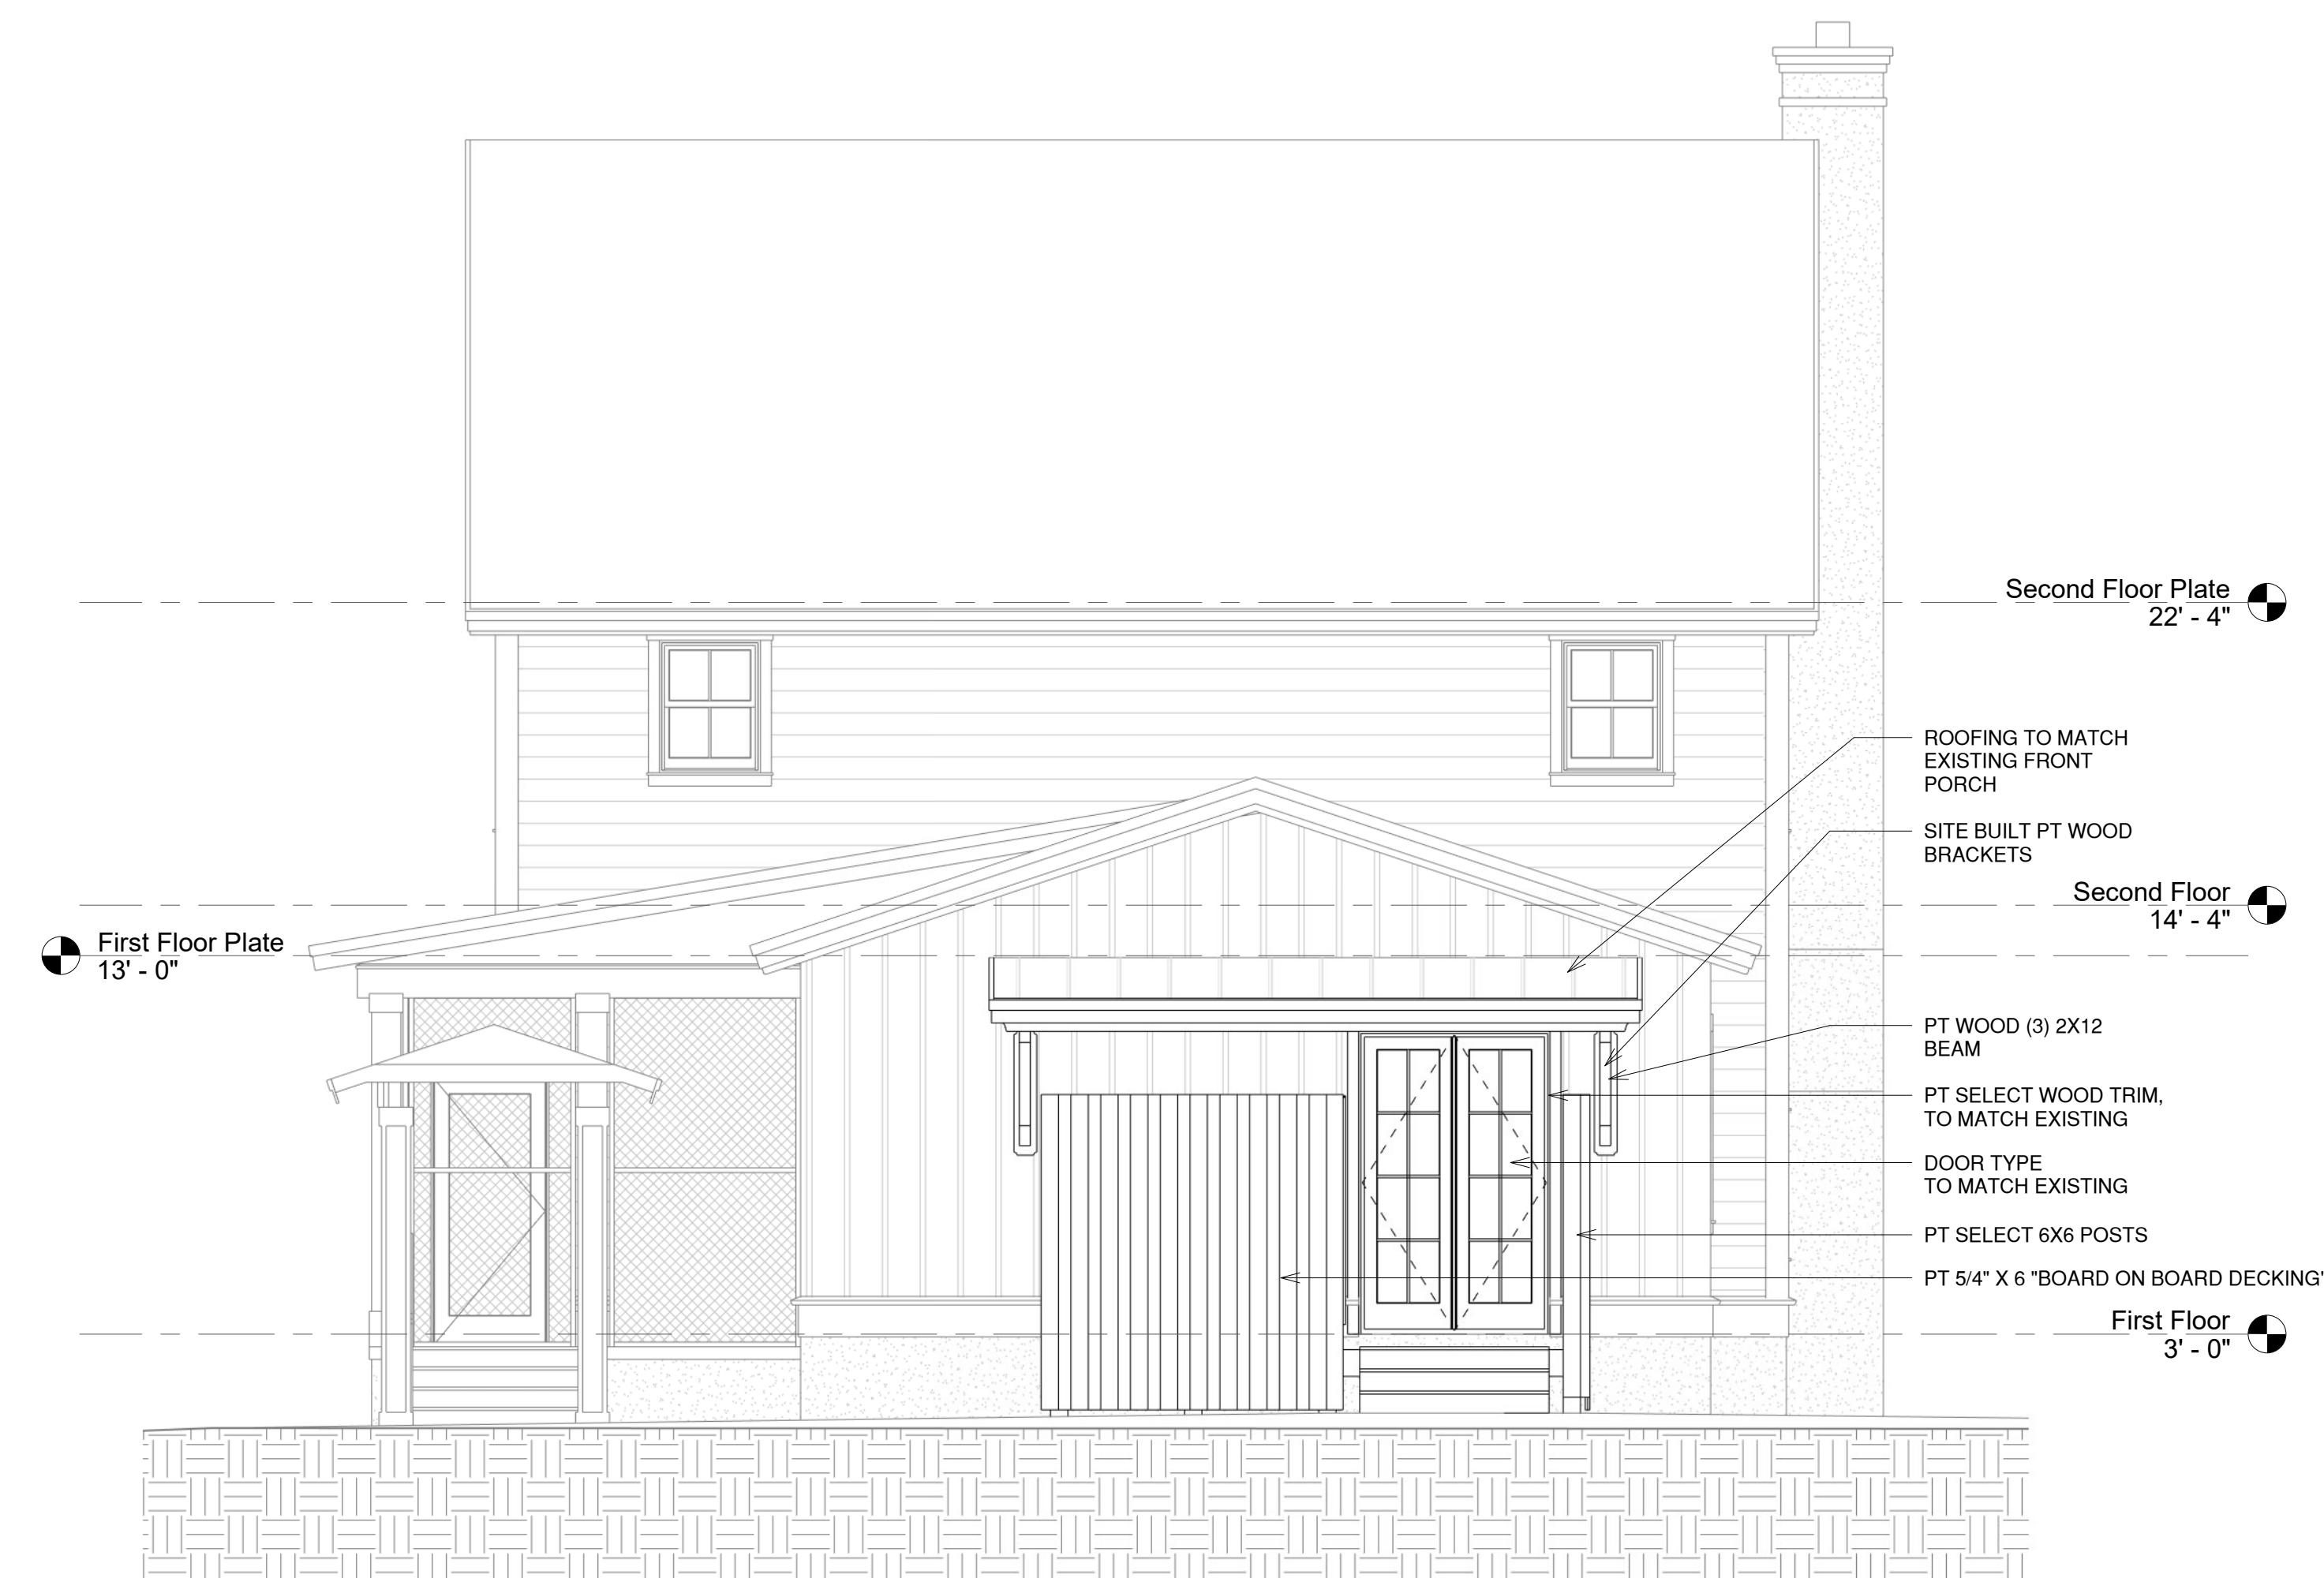 Second Floor Plate
22' - 4"
ROOFING TO MATCH
EXISTING FRONT
PORCH
SITE BUILT PT WOOD
BRACKETS
Second Floor
14' - 4"
First Floor Plate
13' - 0"
PT WOOD (3) 2X12
BEAM
PT SELECT WOOD TRIM,
TO MATCH EXISTING
DOOR TYPE
TO MATCH EXISTING
PT SELECT 6X6 POSTS
PT 5/4" X 6 "BOARD ON BOARD DECKING"
First Floor
3' - 0"